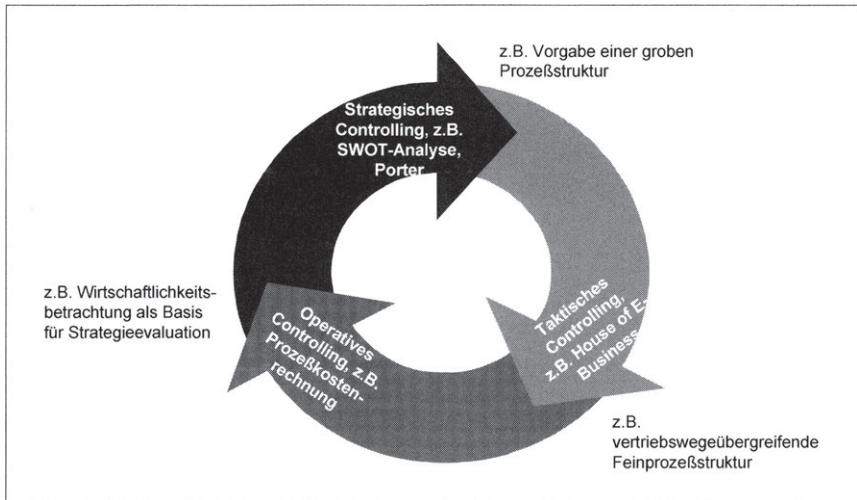 z.B. Vorgabe einer groben
Prozeßstruktur
Strategisches
Controlling, z.B.
SWOT-Analyse,
Porter
Taktisches
Controlling,
z.B. House of E-
Business
z.B.
vertriebswegeübergreifende
Feinprozeßstruktur
Operatives
Controlling, z.B.
Prozeßkosten-
rechnung
z.B. Wirtschaftlichkeits-
betrachtung als Basis
für Strategieevaluation